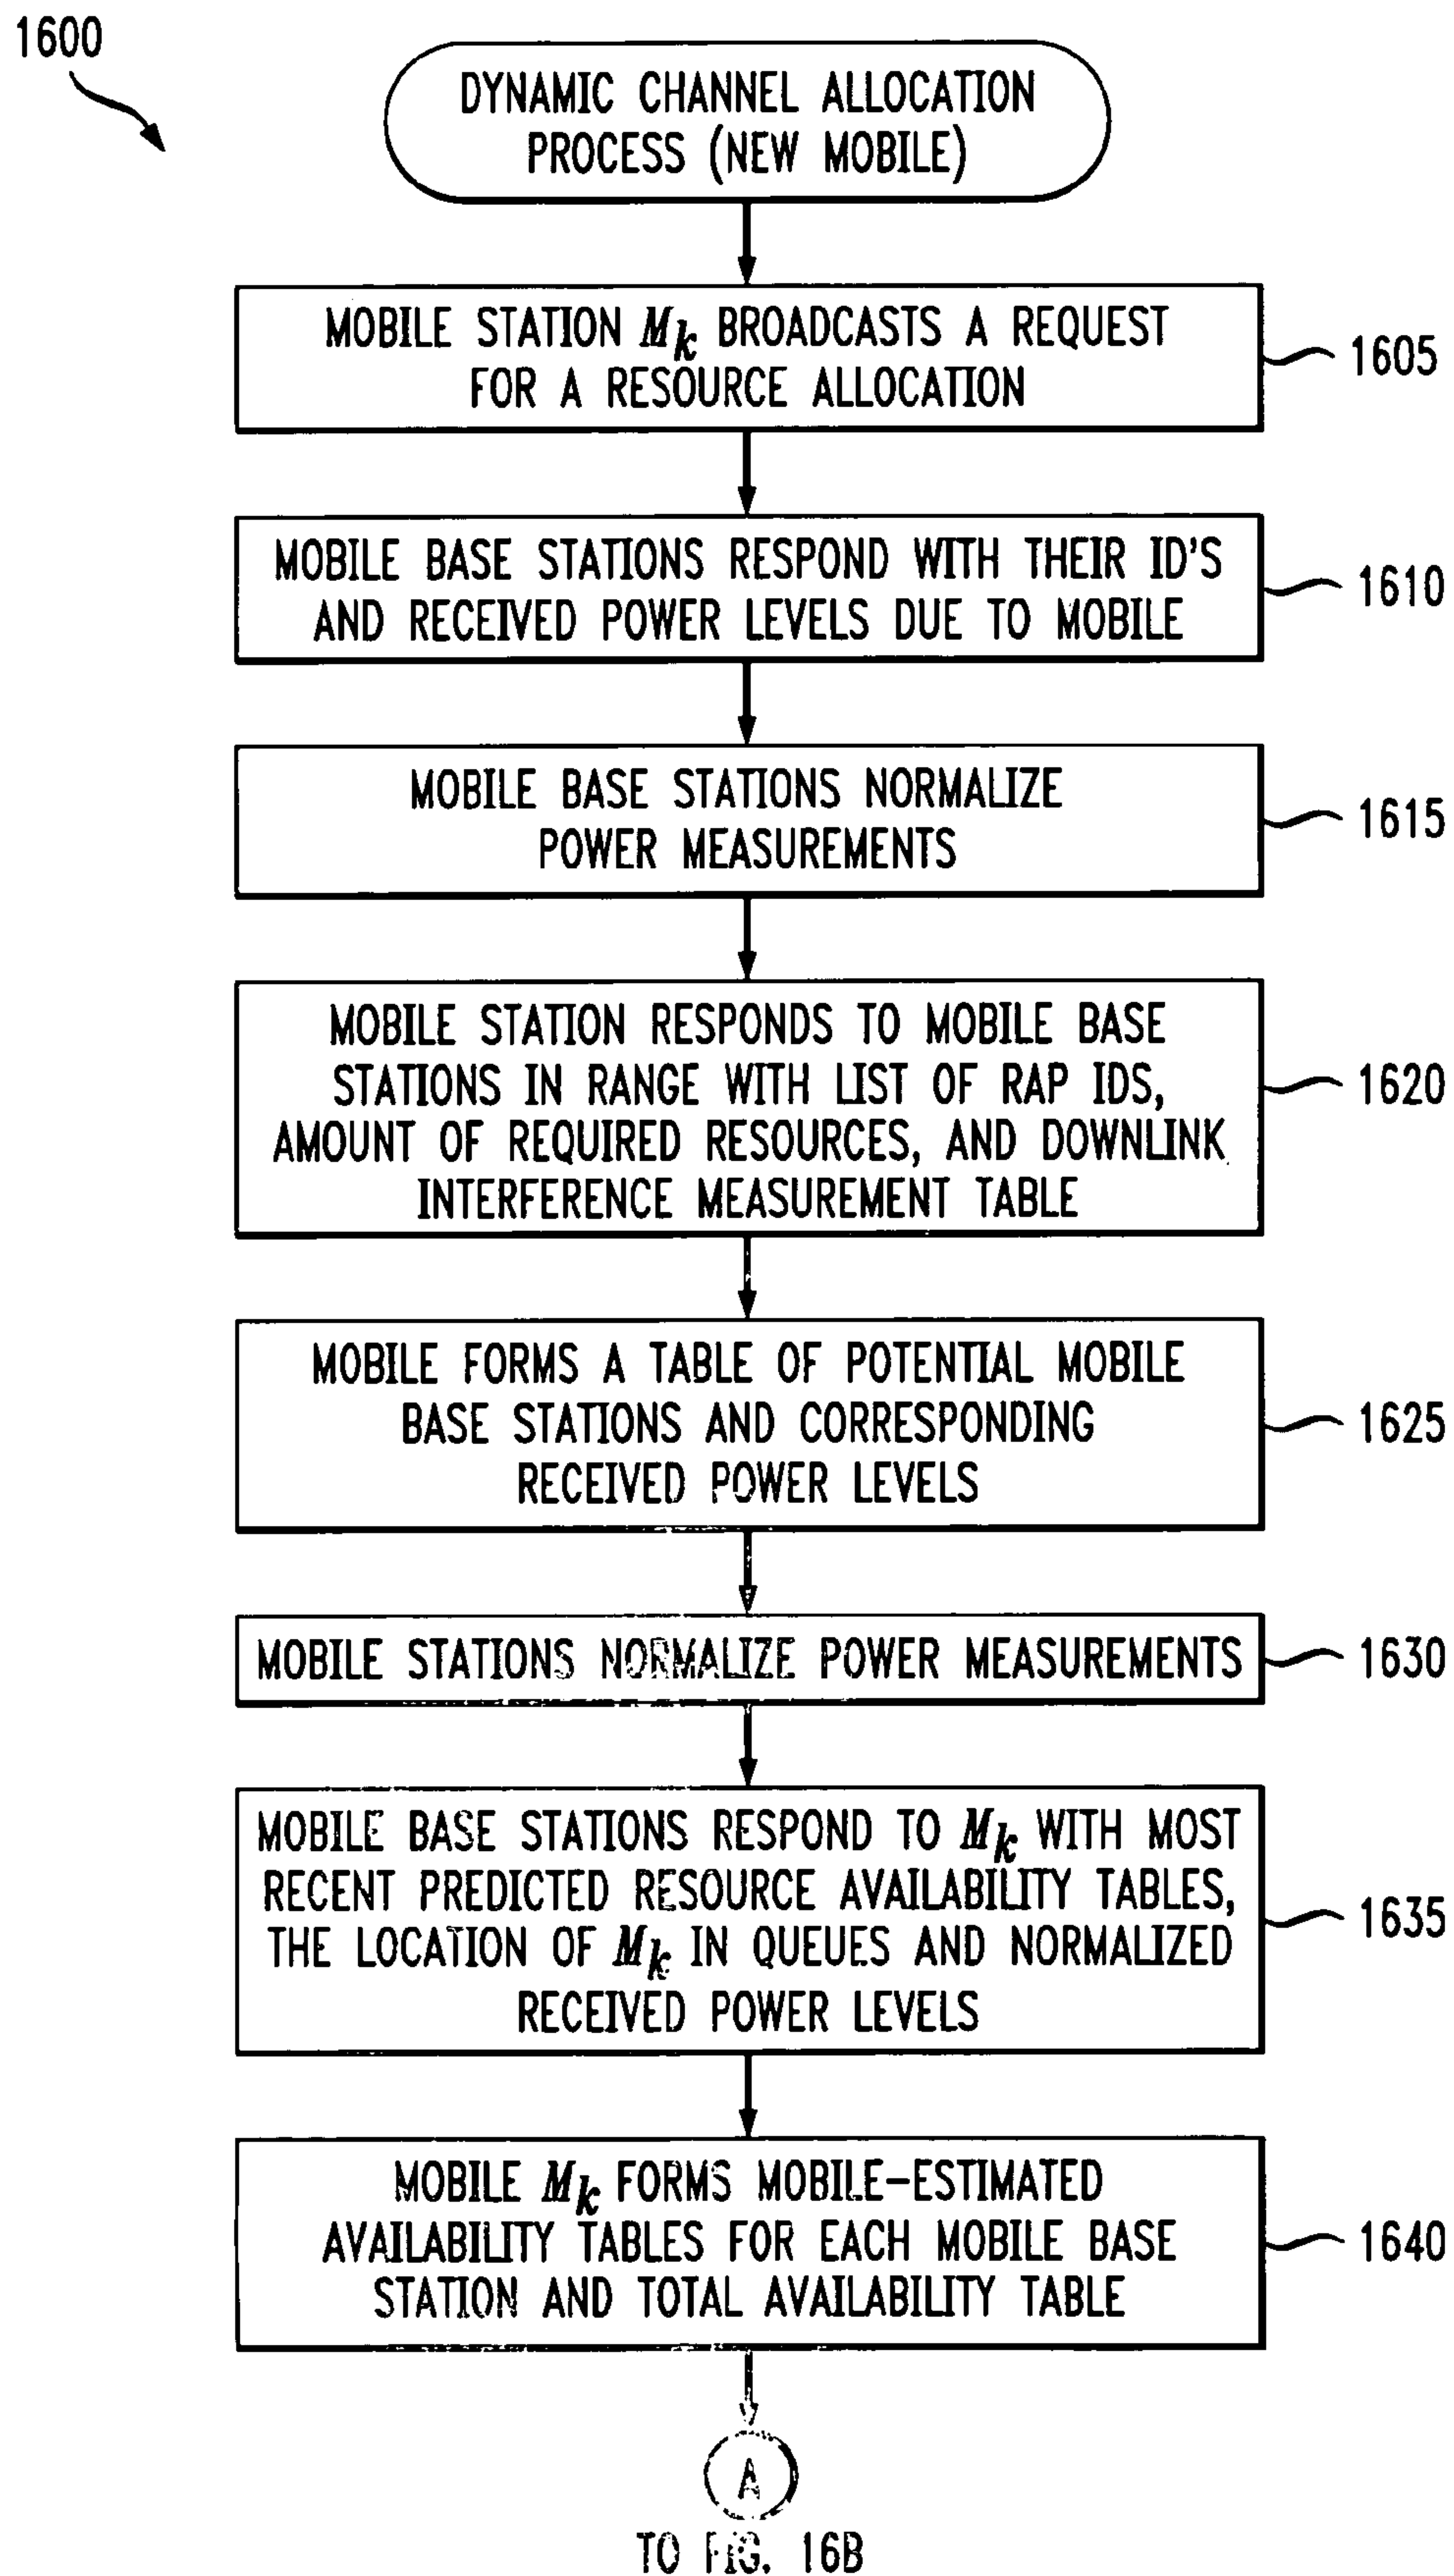 1600
DYNAMIC CHANNEL ALLOCATION
PROCESS (NEW MOBILE)
MOBILE STATION Mk BROADCASTS A REQUEST
FOR A RESOURCE ALLOCATION
1605
MOBILE BASE STATIONS RESPOND WITH THEIR ID'S
AND RECEIVED POWER LEVELS DUE TO MOBILE
1610
MOBILE BASE STATIONS NORMALIZE
POWER MEASUREMENTS
1615
MOBILE STATION RESPONDS TO MOBILE BASE
STATIONS IN RANGE WITH LIST OF RAP IDS,
AMOUNT OF REQUIRED RESOURCES, AND DOWNLINK
INTERFERENCE MEASUREMENT TABLE
1620
MOBILE FORMS A TABLE OF POTENTIAL MOBILE
BASE STATIONS AND CORRESPONDING
RECEIVED POWER LEVELS
1625
MOBILE STATIONS NORMALIZE POWER MEASUREMENTS
1630
MOBILE BASE STATIONS RESPOND TO Mk WITH MOST
RECENT PREDICTED RESOURCE AVAILABILITY TABLES,
THE LOCATION OF Mk IN QUEUES AND NORMALIZED
RECEIVED POWER LEVELS
1635
MOBILE Mk FORMS MOBILE-ESTIMATED
AVAILABILITY TABLES FOR EACH MOBILE BASE
STATION AND TOTAL AVAILABILITY TABLE
1640
A
TO FIG. 16B